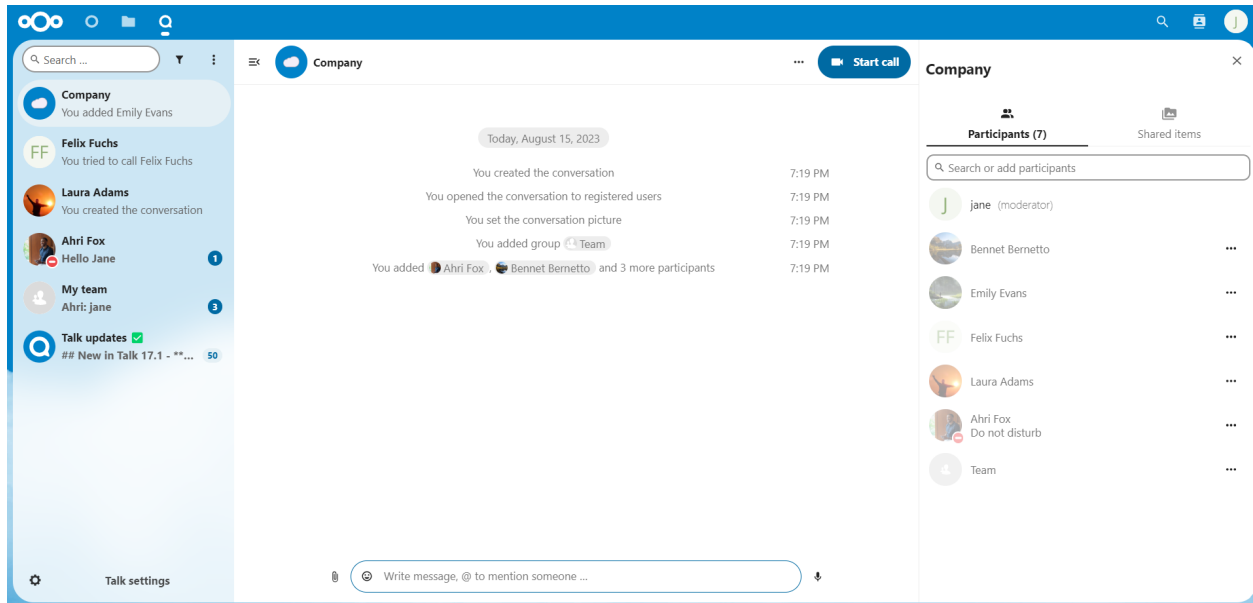 J
Search ...
Company
You added Emily Evans
FF
Felix Fuchs
You tried to call Felix Fuchs
Laura Adams
You created the conversation
Ahri Fox
Hello Jane
1
My team
Ahri: jane
3
Talk updates ✅
## New in Talk 17.1 - **...
50
Talk settings
Company
Start call
Today, August 15, 2023
You created the conversation 7:19 PM
You opened the conversation to registered users 7:19 PM
You set the conversation picture 7:19 PM
You added group Team 7:19 PM
You added Ahri Fox , Bennet Bernetto and 3 more participants 7:19 PM
Write message, @ to mention someone ...
Company
Participants (7)
Shared items
Search or add participants
J
jane (moderator)
Bennet Bernetto
Emily Evans
FF
Felix Fuchs
Laura Adams
Ahri Fox
Do not disturb
Team